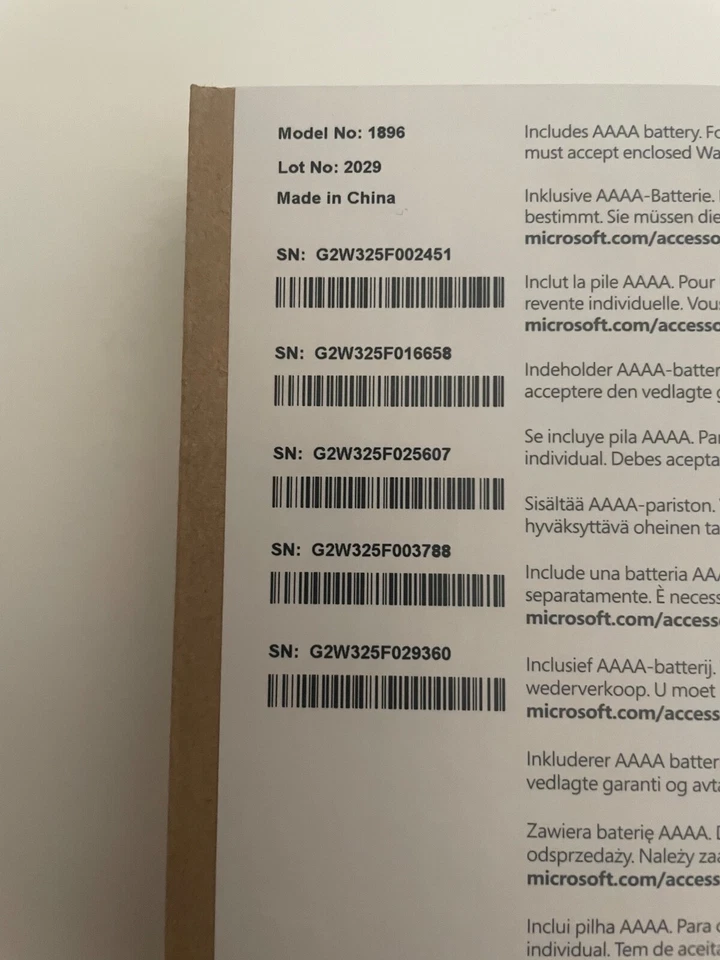 Model No: 1896
Lot No: 2029
Made in China
SN: G2W325F002451
SN: G2W325F016658
SN: G2W325F025607
SN: G2W325F003788
SN: G2W325F029360
Includes AAAA battery. Fo
must accept enclosed Wa
Inklusive AAAA-Batterie.
bestimmt. Sie müssen die
microsoft.com/accesso
Inclut la pile AAAA. Pour
revente individuelle. Vous
microsoft.com/accesso
Indeholder AAAA-batter
acceptere den vedlagte g
Se incluye pila AAAA. Par
individual. Debes acepta
Sisältää AAAA-pariston.
hyväksyttävä oheinen ta
Include una batteria AAA
separatamente. È necess
microsoft.com/access
Inclusief AAAA-batterij.
wederverkoop. U moet
microsoft.com/access
Inkluderer AAAA batter
vedlagte garanti og avta
Zawiera baterię AAAA. D
odsprzedaży. Należy zaa
microsoft.com/access
Inclui pilha AAAA. Para c
individual. Tem de aceita